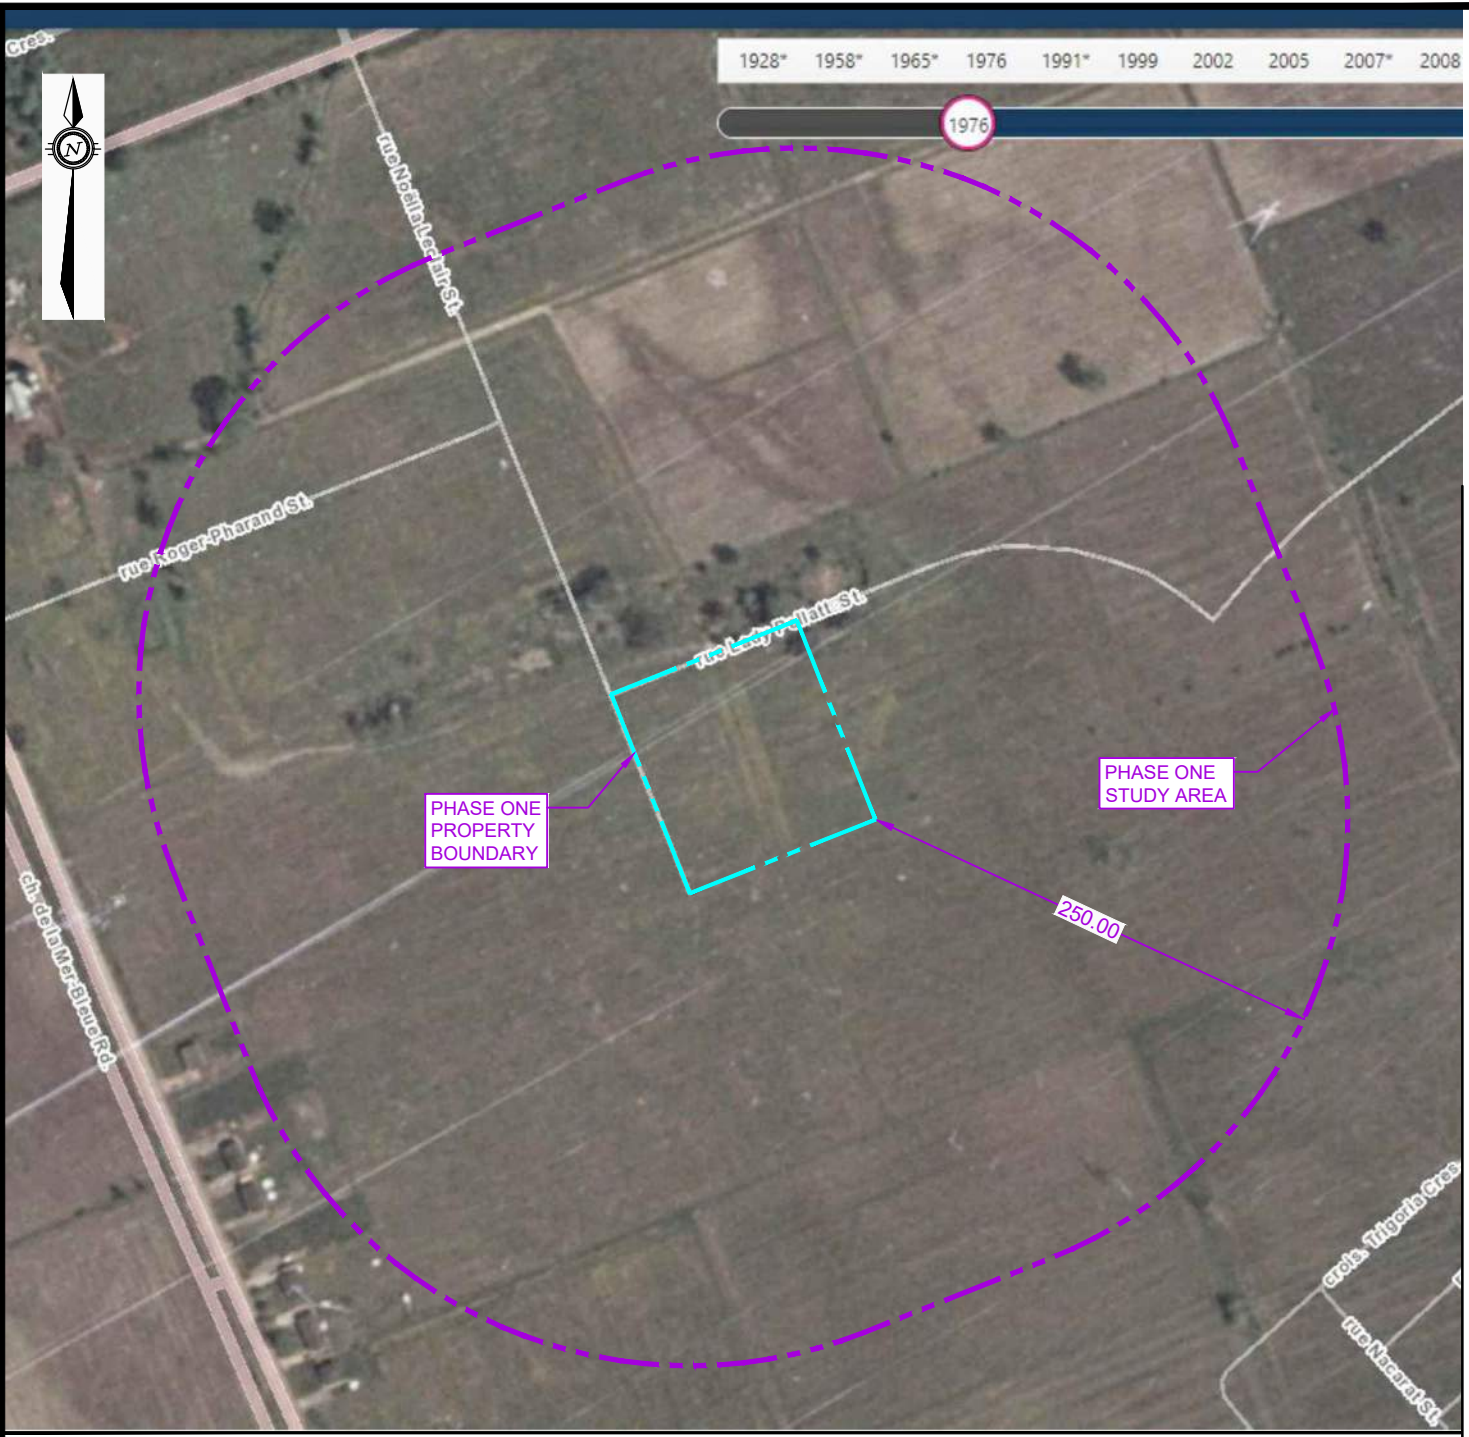 Cres.
1928* 1958* 1965* 1976 1991* 1999 2002 2005 2007* 2008
1976
N
rue Noëlla Leclair St.
rue Roger-Pharand St.
rue Lady Pellatt St.
PHASE ONE
PROPERTY
BOUNDARY
PHASE ONE
STUDY AREA
250.00
ch. de la Mer-Bleue Rd.
crois. Trigoria Cres.
rue Nacarat St.